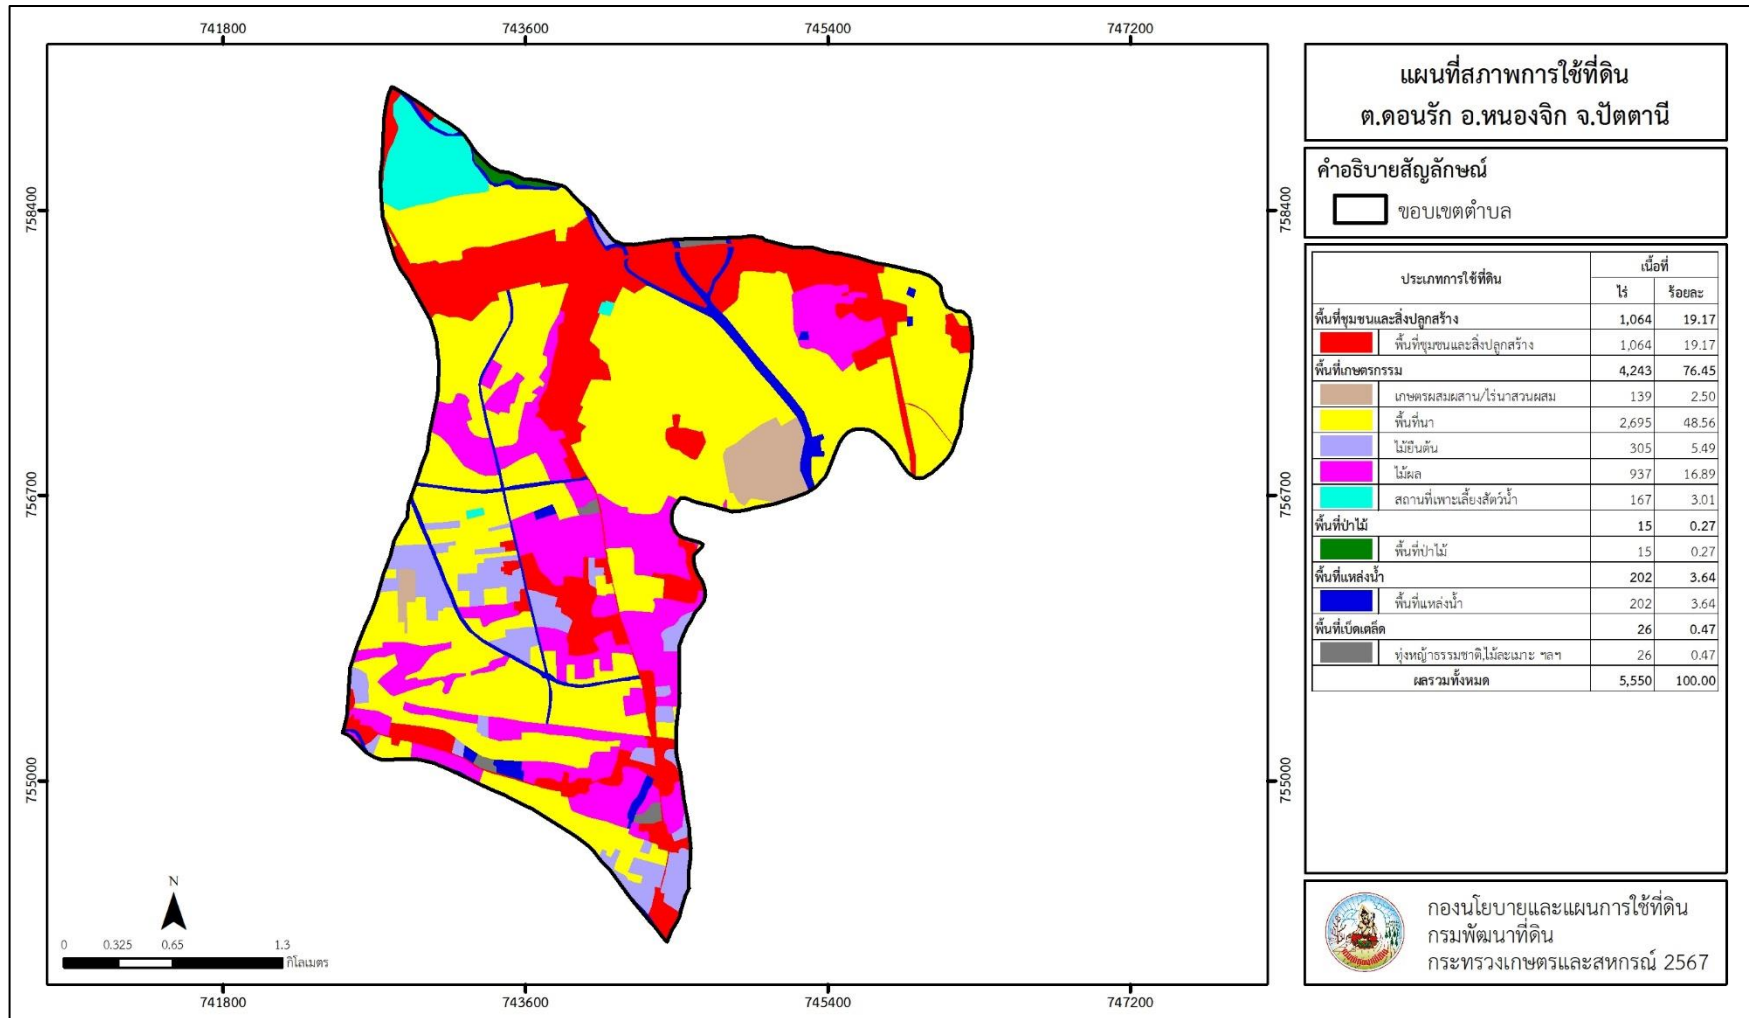 741800 743600 745400 747200
แผนที่สภาพการใช้ที่ดิน
ต.ดอนรัก อ.หนองจิก จ.ปัตตานี
คำอธิบายสัญลักษณ์
ขอบเขตตำบล
758400 758400
756700 756700
755000 755000
ประเภทการใช้ที่ดิน เนื้อที่
ไร่ ร้อยละ
พื้นที่ชุมชนและสิ่งปลูกสร้าง 1,064 19.17
พื้นที่ชุมชนและสิ่งปลูกสร้าง 1,064 19.17
พื้นที่เกษตรกรรม 4,243 76.45
เกษตรผสมผสาน/ไร่นาสวนผสม 139 2.50
พื้นที่นา 2,695 48.56
ไม้ยืนต้น 305 5.49
ไม้ผล 937 16.89
สถานที่เพาะเลี้ยงสัตว์น้ำ 167 3.01
พื้นที่ป่าไม้ 15 0.27
พื้นที่ป่าไม้ 15 0.27
พื้นที่แหล่งน้ำ 202 3.64
พื้นที่แหล่งน้ำ 202 3.64
พื้นที่เบ็ดเตล็ด 26 0.47
ทุ่งหญ้าธรรมชาติ,ไม้ละเมาะ ฯลฯ 26 0.47
ผลรวมทั้งหมด 5,550 100.00
N
0 0.325 0.65 1.3
กิโลเมตร
กองนโยบายและแผนการใช้ที่ดิน
กรมพัฒนาที่ดิน
กระทรวงเกษตรและสหกรณ์ 2567
741800 743600 745400 747200